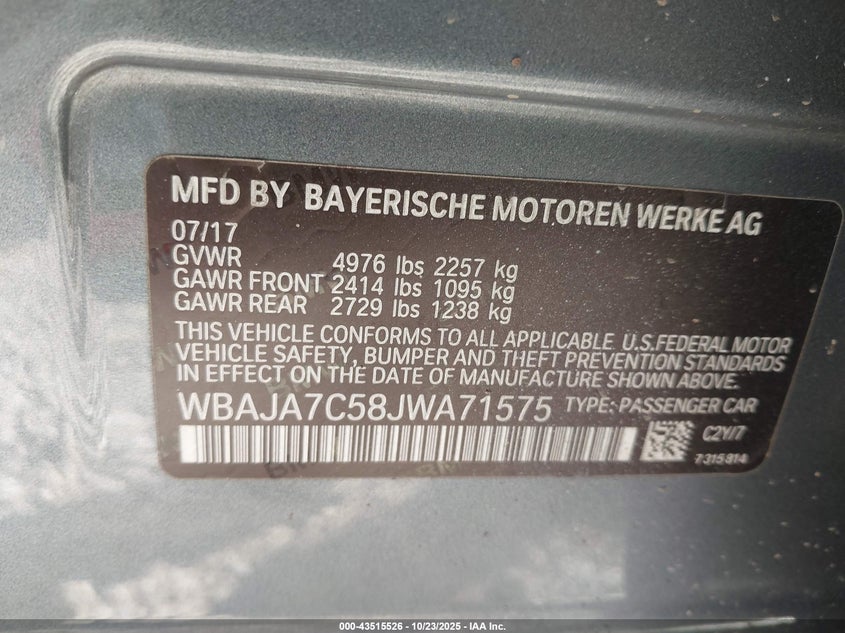 MFD BY BAYERISCHE MOTOREN WERKE AG
07/17
GVWR 4976 lbs 2257 kg
GAWR FRONT 2414 lbs 1095 kg
GAWR REAR 2729 lbs 1238 kg
THIS VEHICLE CONFORMS TO ALL APPLICABLE U.S.FEDERAL MOTOR
VEHICLE SAFETY, BUMPER AND THEFT PREVENTION STANDARDS
IN EFFECT ON THE DATE OF MANUFACTURE SHOWN ABOVE.
WBAJA7C58JWA71575 TYPE: PASSENGER CAR
C2Y/7
7315814
000-43515526 - 10/23/2025 - IAA Inc.